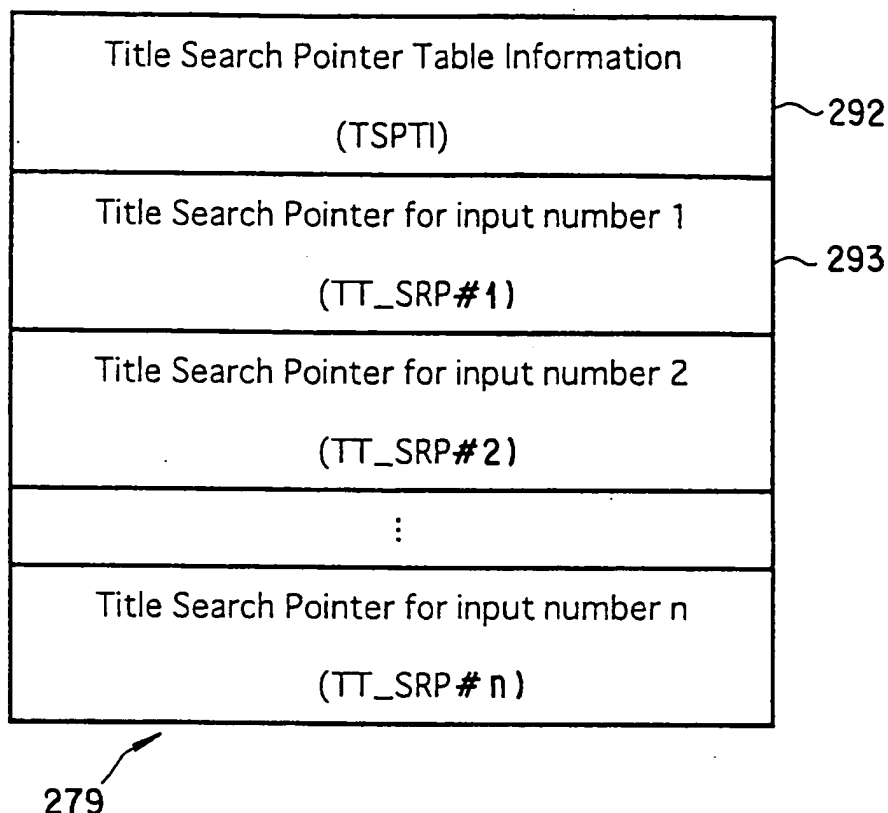 Title Search Pointer Table Information
(TSPTI)
292
Title Search Pointer for input number 1
(TT_SRP#1)
293
Title Search Pointer for input number 2
(TT_SRP#2)
⋮
Title Search Pointer for input number n
(TT_SRP#n)
279